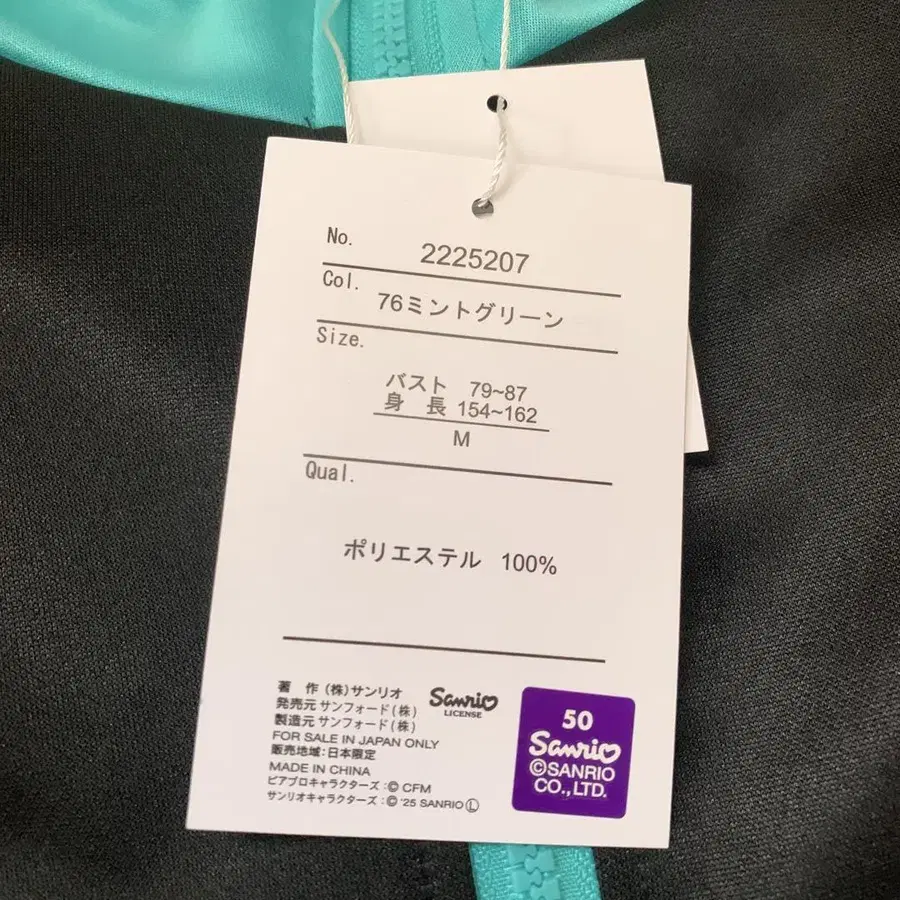 No. 2225207
Col. 76ミントグリーン
Size.
バスト 79~87
身 長 154~162
M
Qual.
ポリエステル 100%
著 作 (株)サンリオ
発売元 サンフォード(株)
製造元 サンフォード(株)
FOR SALE IN JAPAN ONLY
販売地域:日本限定
MADE IN CHINA
ピアプロキャラクターズ:© CFM
サンリオキャラクターズ:© '25 SANRIO Ⓛ
Sanrio
LICENSE
50
Sanrio
©SANRIO
CO.,LTD.